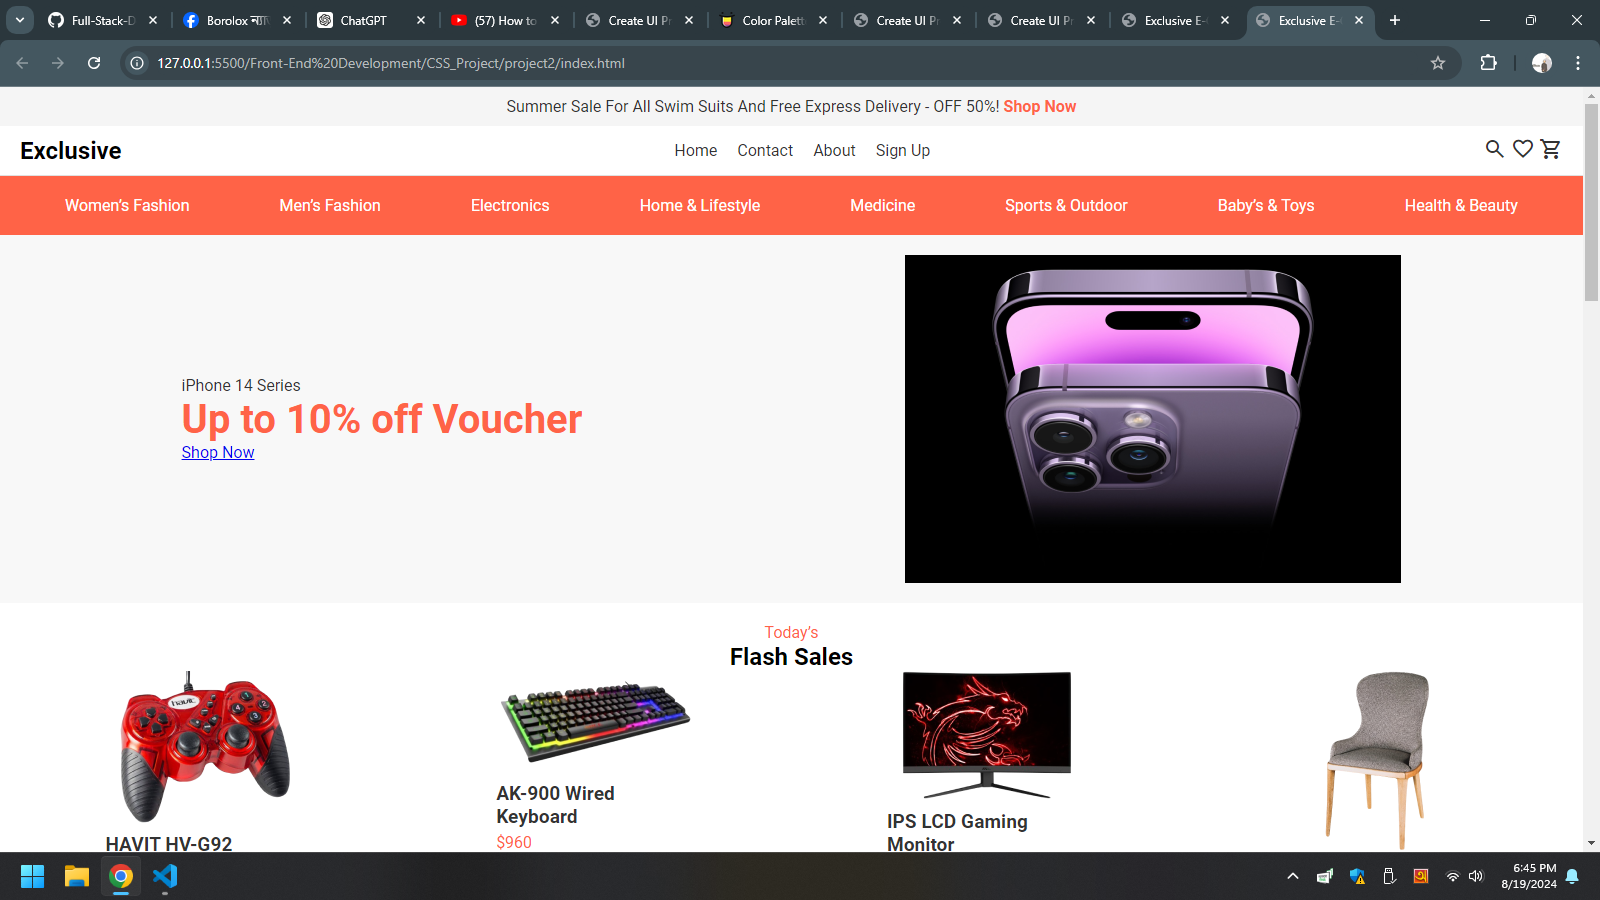 Full-Stack-D
Borolox
ChatGPT
(57) How to
Create UI Pr
Color Palett
Create UI Pr
Create UI Pr
Exclusive E-
Exclusive E-
127.0.0.1:5500/Front-End%20Development/CSS_Project/project2/index.html
Summer Sale For All Swim Suits And Free Express Delivery - OFF 50%! Shop Now
Exclusive
Home Contact About Sign Up
Women’s Fashion Men’s Fashion Electronics Home & Lifestyle Medicine Sports & Outdoor Baby’s & Toys Health & Beauty
iPhone 14 Series
Up to 10% off Voucher
Shop Now
Today’s
Flash Sales
havit
HAVIT HV-G92
AK-900 Wired
Keyboard
$960
IPS LCD Gaming
Monitor
6:45 PM
8/19/2024